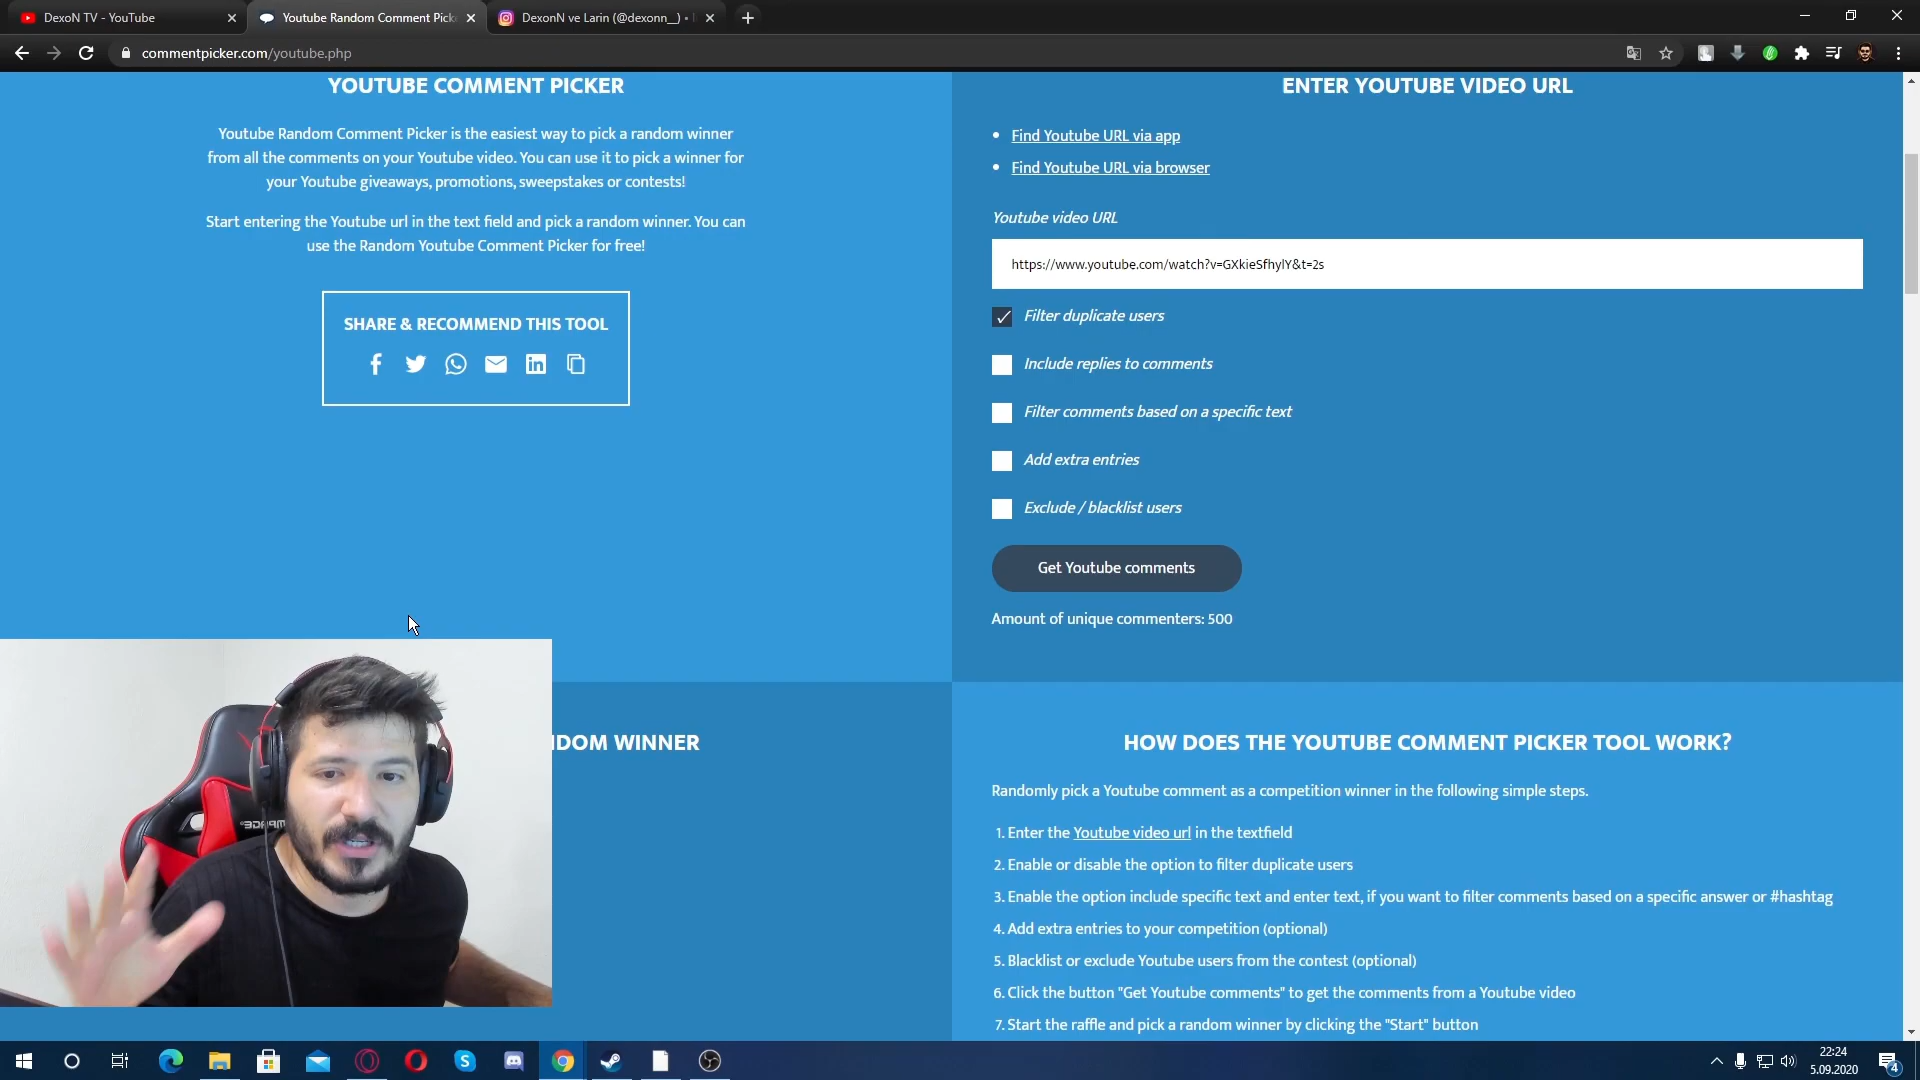 DexoN TV - YouTube
Youtube Random Comment Picke
DexonN ve Larin (@dexonn__) •
commentpicker.com/youtube.php
YOUTUBE COMMENT PICKER
Youtube Random Comment Picker is the easiest way to pick a random winner
from all the comments on your Youtube video. You can use it to pick a winner for
your Youtube giveaways, promotions, sweepstakes or contests!
Start entering the Youtube url in the text field and pick a random winner. You can
use the Random Youtube Comment Picker for free!
SHARE & RECOMMEND THIS TOOL
ENTER YOUTUBE VIDEO URL
Find Youtube URL via app
Find Youtube URL via browser
Youtube video URL
https://www.youtube.com/watch?v=GXkieSfhylY&t=2s
Filter duplicate users
Include replies to comments
Filter comments based on a specific text
Add extra entries
Exclude / blacklist users
Get Youtube comments
Amount of unique commenters: 500
DOM WINNER
HOW DOES THE YOUTUBE COMMENT PICKER TOOL WORK?
Randomly pick a Youtube comment as a competition winner in the following simple steps.
1. Enter the Youtube video url in the textfield
2. Enable or disable the option to filter duplicate users
3. Enable the option include specific text and enter text, if you want to filter comments based on a specific answer or #hashtag
4. Add extra entries to your competition (optional)
5. Blacklist or exclude Youtube users from the contest (optional)
6. Click the button "Get Youtube comments" to get the comments from a Youtube video
7. Start the raffle and pick a random winner by clicking the "Start" button
22:24
5.09.2020
4